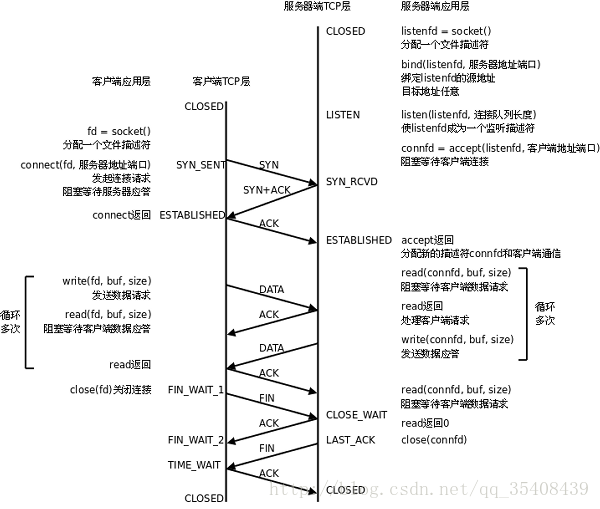 服务器端TCP层
服务器端应用层
CLOSED
listenfd = socket()
分配一个文件描述符
bind(listenfd, 服务器地址端口)
绑定listenfd的源地址
目标地址任意
客户端应用层
客户端TCP层
CLOSED
LISTEN
listen(listenfd, 连接队列长度)
使listenfd成为一个监听描述符
fd = socket()
分配一个文件描述符
connfd = accept(listenfd, 客户端地址端口)
阻塞等待客户端连接
connect(fd, 服务器地址端口)
发起连接请求
阻塞等待服务器应答
SYN_SENT
SYN
SYN_RCVD
SYN+ACK
connect返回
ESTABLISHED
ACK
ESTABLISHED
accept返回
分配新的描述符connfd和客户端通信
循环
多次
write(fd, buf, size)
发送数据请求
DATA
read(connfd, buf, size)
阻塞等待客户端数据请求
read(fd, buf, size)
阻塞等待客户端数据应答
ACK
read返回
处理客户端请求
循环
多次
write(connfd, buf, size)
发送数据应答
DATA
read返回
ACK
close(fd)关闭连接
FIN_WAIT_1
FIN
read(connfd, buf, size)
阻塞等待客户端数据请求
CLOSE_WAIT
read返回0
ACK
FIN_WAIT_2
LAST_ACK
close(connfd)
FIN
TIME_WAIT
ACK
CLOSED
CLOSED
http://blog.csdn.net/qq_35408439